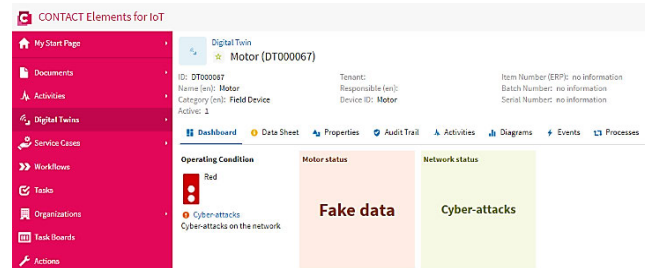 CONTACT Elements for IoT
My Start Page
Documents
Activities
Digital Twins
Service Cases
Workflows
Tasks
Organizations
Task Boards
Actions
Digital Twin
Motor (DT000067)
ID: DT000067
Name (en): Motor
Category (en): Field Device
Active: 1
Tenant:
Responsible (en):
Device ID: Motor
Item Number (ERP): no information
Batch Number: no information
Serial Number: no information
Dashboard Data Sheet Properties Audit Trail Activities Diagrams Events Processes
Operating Condition
Red
Cyber-attacks
Cyber-attacks on the network
Motor status
Fake data
Network status
Cyber-attacks